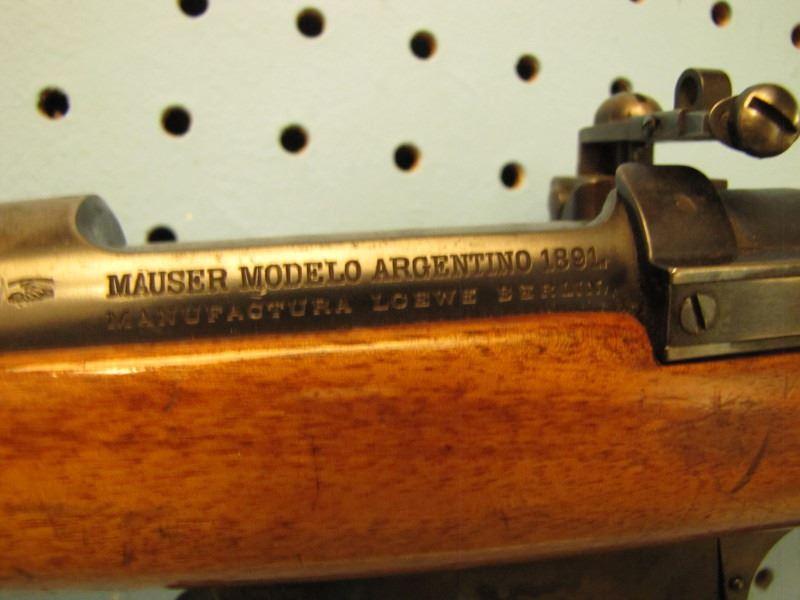 MAUSER MODELO ARGENTINO 1891.
MANUFACTURA LOEWE BERLIN.